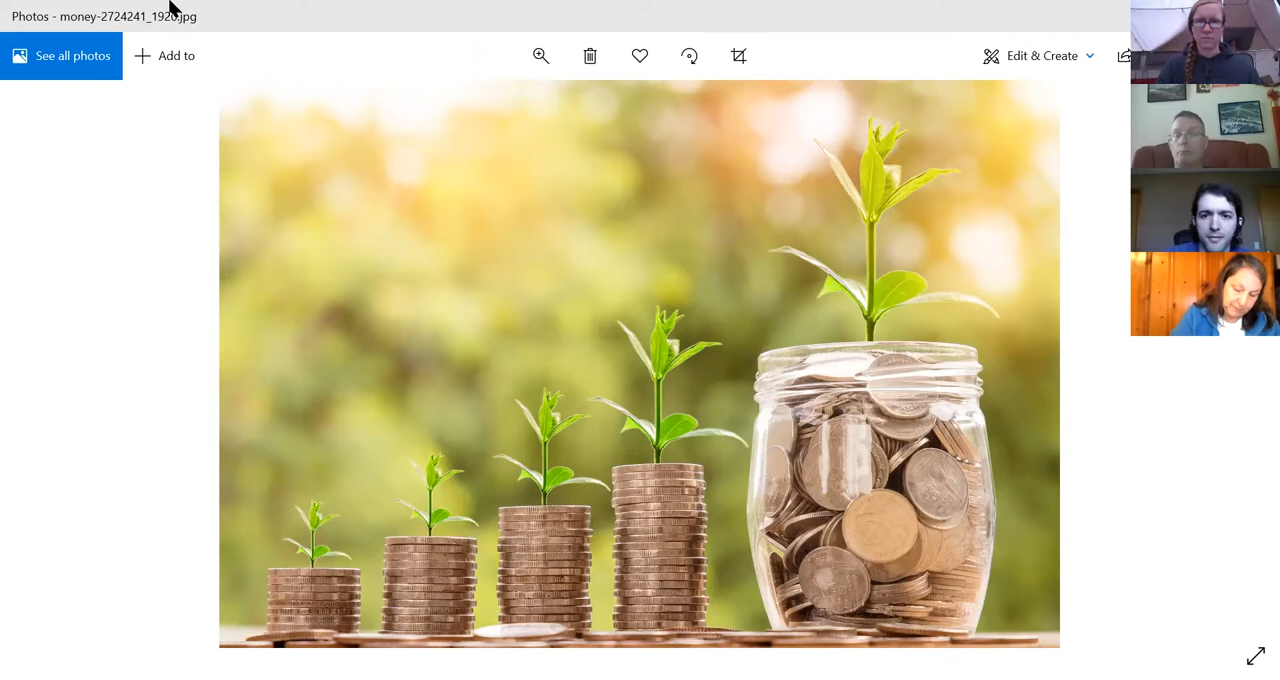 Photos - money-2724241_1920.jpg
See all photos
Add to
Edit & Create